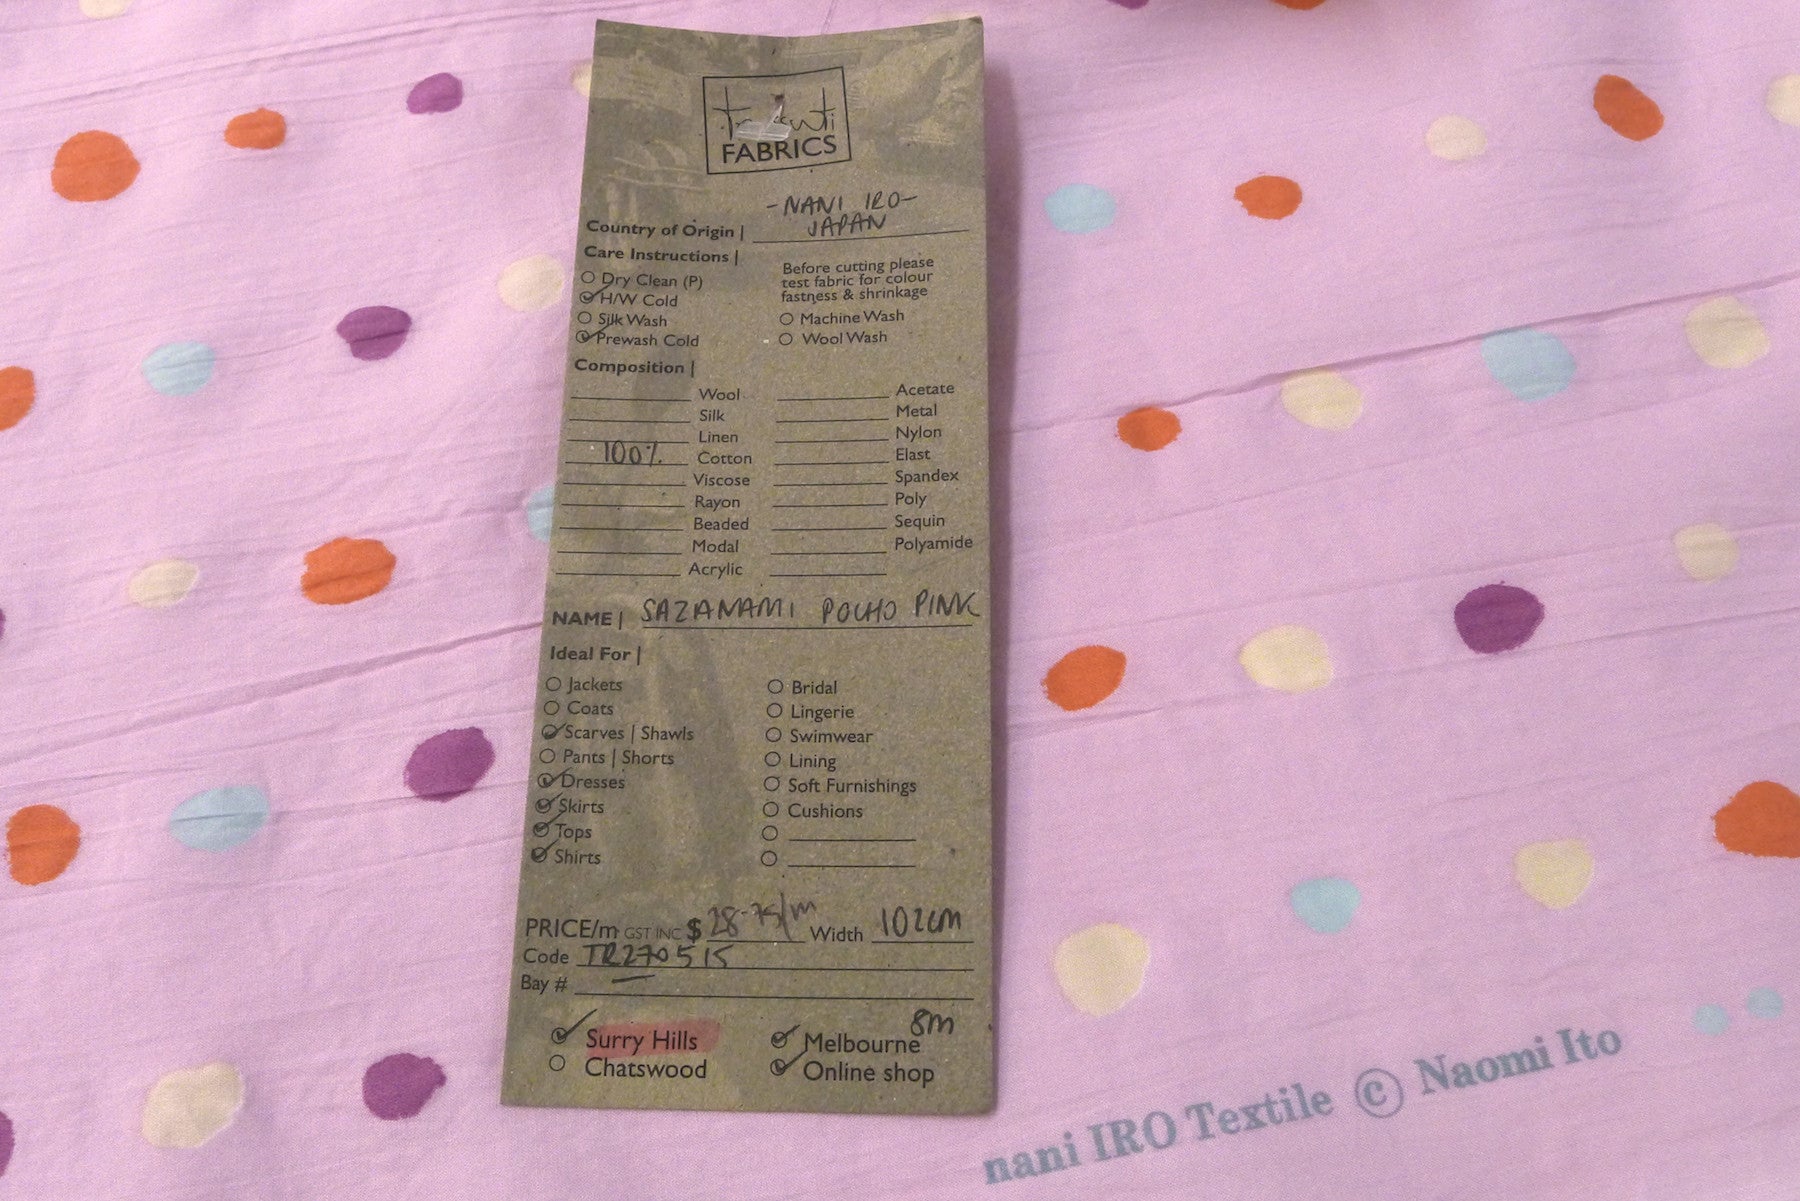 FABRICS
-NANI IRO-
Country of Origin | JAPAN
Care Instructions |
Before cutting please
test fabric for colour
fastness & shrinkage
Dry Clean (P)
H/W Cold
Silk Wash
Prewash Cold
Machine Wash
Wool Wash
Composition |
Wool
Silk
Linen
100% Cotton
Viscose
Rayon
Beaded
Modal
Acrylic
Acetate
Metal
Nylon
Elast
Spandex
Poly
Sequin
Polyamide
NAME | SAZANAMI POCHO PINK
Ideal For |
Jackets
Coats
Scarves | Shawls
Pants | Shorts
Dresses
Skirts
Tops
Shirts
Bridal
Lingerie
Swimwear
Lining
Soft Furnishings
Cushions
PRICE/m GST INC $ 28-75/m Width 102cm
Code TR270515
Bay #
8m
Surry Hills
Chatswood
Melbourne
Online shop
nani IRO Textile © Naomi Ito